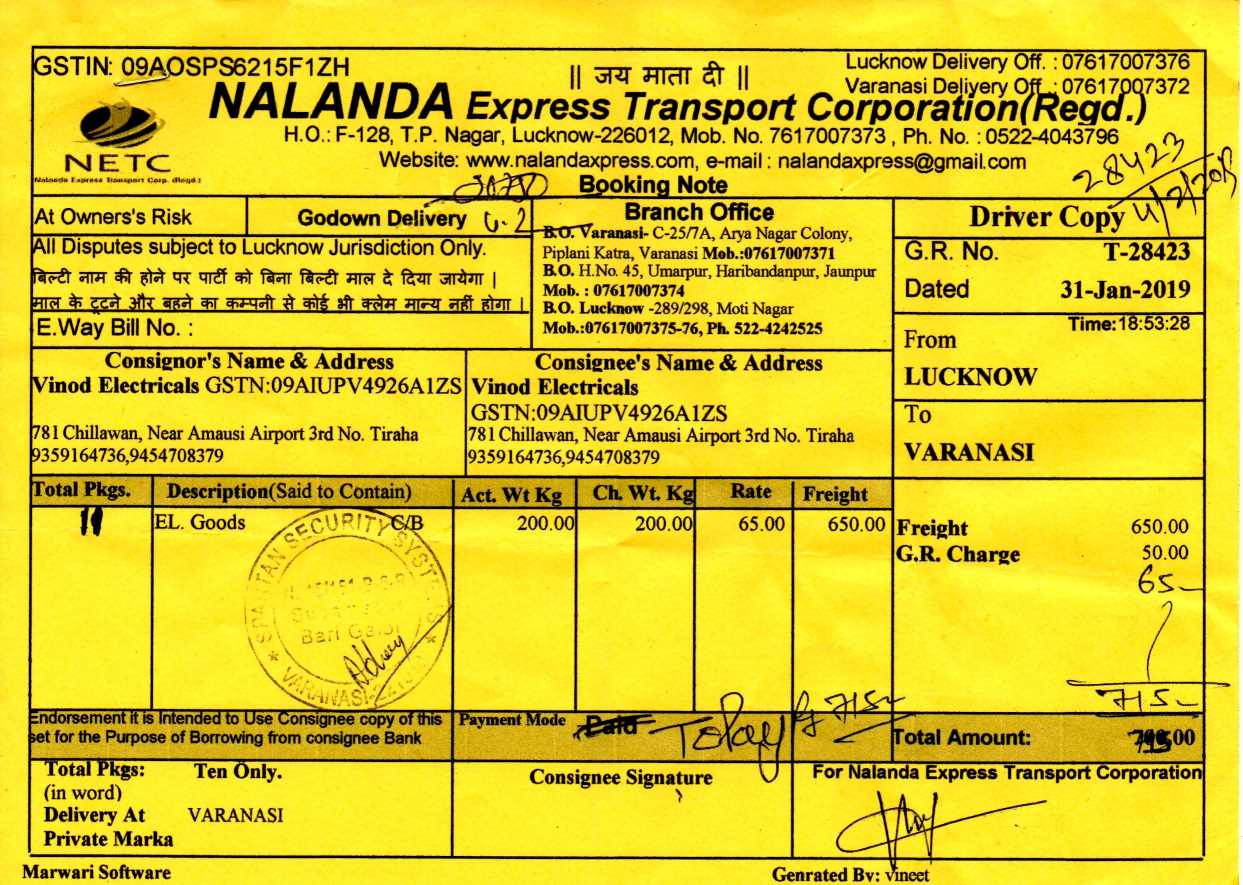 GSTIN: 09AOSPS6215F1ZH
|| जय माता दी ||
Lucknow Delivery Off. : 07617007376
Varanasi Delivery Off. : 07617007372
NALANDA Express Transport Corporation(Regd.)
H.O.: F-128, T.P. Nagar, Lucknow-226012, Mob. No. 7617007373 , Ph. No. : 0522-4043796
NETC
Nalanda Express Transport Corp. (Regd.)
Website: www.nalandaxpress.com, e-mail : nalandaxpress@gmail.com
28423
Booking Note
At Owners's Risk
Godown Delivery
Branch Office
B.O. Varanasi- C-25/7A, Arya Nagar Colony,
Piplani Katra, Varanasi Mob.:07617007371
B.O. H.No. 45, Umarpur, Haribandanpur, Jaunpur
Mob. : 07617007374
B.O. Lucknow -289/298, Moti Nagar
Mob.:07617007375-76, Ph. 522-4242525
Driver Copy
All Disputes subject to Lucknow Jurisdiction Only.
बिल्टी नाम की होने पर पार्टी को बिना बिल्टी माल दे दिया जायेगा |
माल के टूटने और बहने का कम्पनी से कोई भी क्लेम मान्य नहीं होगा |
E.Way Bill No. :
G.R. No. T-28423
Dated 31-Jan-2019
Time:18:53:28
From
LUCKNOW
To
VARANASI
Consignor's Name & Address
Vinod Electricals GSTN:09AIUPV4926A1ZS
781 Chillawan, Near Amausi Airport 3rd No. Tiraha
9359164736,9454708379
Consignee's Name & Address
Vinod Electricals
GSTN:09AIUPV4926A1ZS
781 Chillawan, Near Amausi Airport 3rd No. Tiraha
9359164736,9454708379
Total Pkgs. Description(Said to Contain) Act. Wt Kg Ch. Wt. Kg Rate Freight
EL. Goods C/B 200.00 200.00 65.00 650.00
Freight 650.00
G.R. Charge 50.00
65-
715-
SPARTAN SECURITY SYSTEMS
Bari Gaibi
VARANASI
Endorsement it is Intended to Use Consignee copy of this
set for the Purpose of Borrowing from consignee Bank
Payment Mode Paid To Pay 715-
Total Amount:
Total Pkgs: Ten Only.
(in word)
Delivery At VARANASI
Private Marka
Consignee Signature
For Nalanda Express Transport Corporation
Marwari Software
Genrated By: vineet